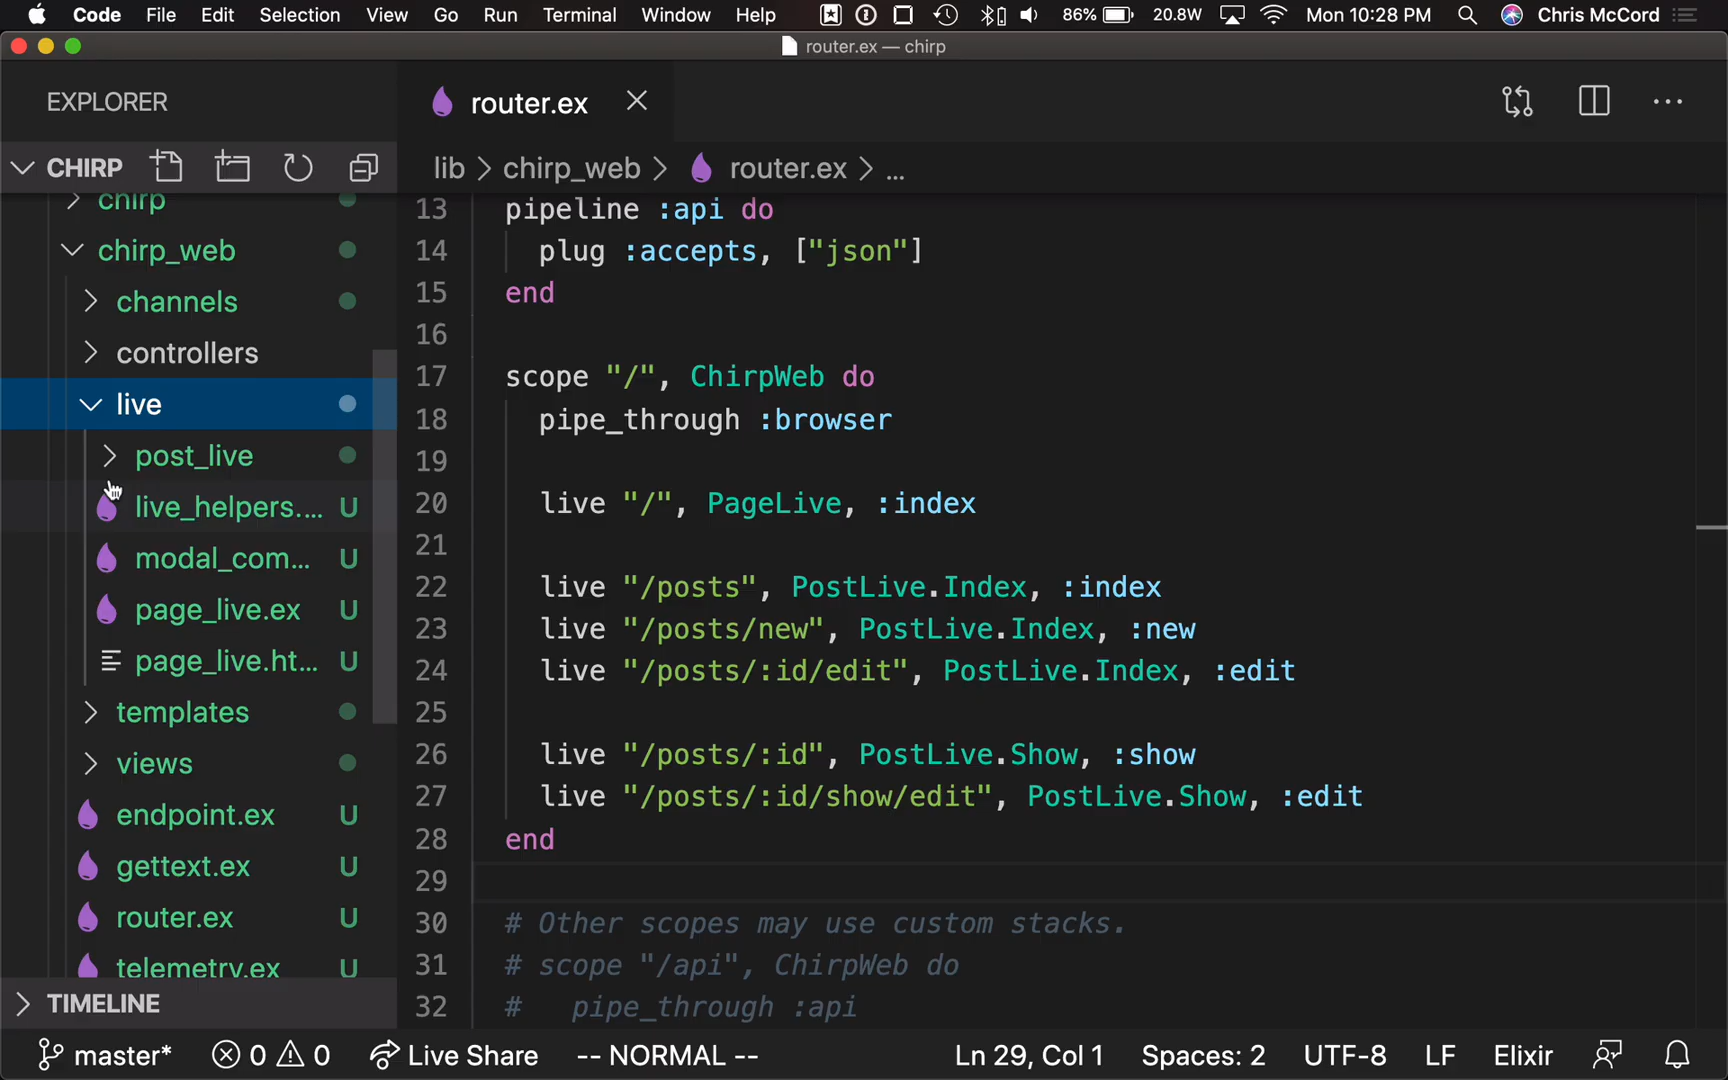 Code File Edit Selection View Go Run Terminal Window Help 86% 20.8W Mon 10:28 PM Chris McCord
router.ex — chirp
EXPLORER
router.ex
CHIRP
lib > chirp_web > router.ex > ...
chirp
chirp_web
channels
controllers
live
post_live
live_helpers.... U
modal_com... U
page_live.ex U
page_live.ht... U
templates
views
endpoint.ex U
gettext.ex U
router.ex U
telemetry.ex U
TIMELINE
13 pipeline :api do
14 plug :accepts, ["json"]
15 end
16
17 scope "/", ChirpWeb do
18 pipe_through :browser
19
20 live "/", PageLive, :index
21
22 live "/posts", PostLive.Index, :index
23 live "/posts/new", PostLive.Index, :new
24 live "/posts/:id/edit", PostLive.Index, :edit
25
26 live "/posts/:id", PostLive.Show, :show
27 live "/posts/:id/show/edit", PostLive.Show, :edit
28 end
29
30 # Other scopes may use custom stacks.
31 # scope "/api", ChirpWeb do
32 # pipe_through :api
master* 0 0 Live Share -- NORMAL -- Ln 29, Col 1 Spaces: 2 UTF-8 LF Elixir